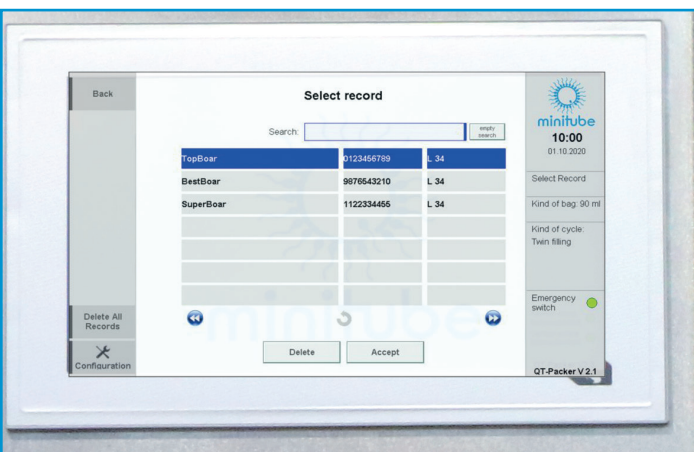 Back
Select record
Search:
empty
search
TopBoar 0123456789 L 34
BestBoar 9876543210 L 34
SuperBoar 1122334455 L 34
Delete All
Records
Configuration
Delete
Accept
minitube
10:00
01.10.2020
Select Record
Kind of bag: 90 ml
Kind of cycle:
Twin filling
Emergency
switch
QT-Packer V 2.1
minitube